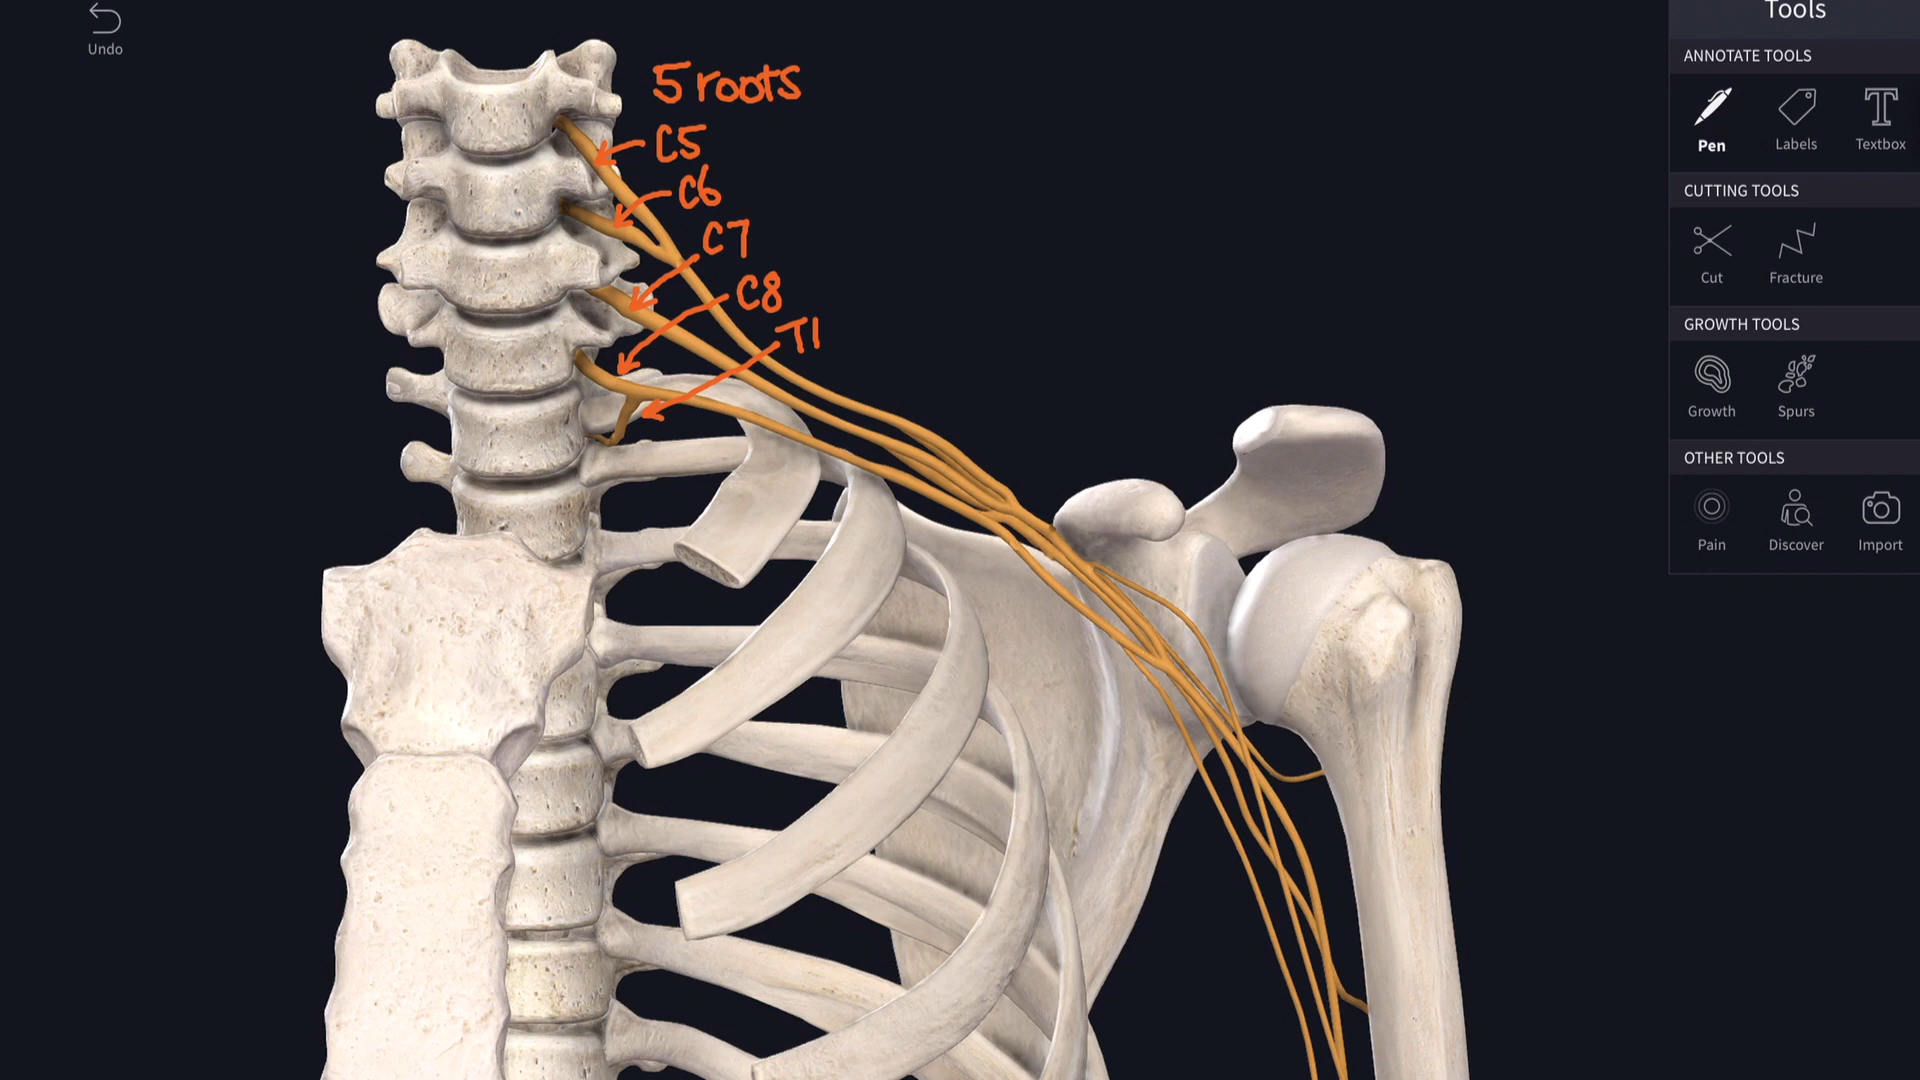 Undo
5 roots
C5
C6
C7
C8
T1
Tools
ANNOTATE TOOLS
Pen Labels Textbox
CUTTING TOOLS
Cut Fracture
GROWTH TOOLS
Growth Spurs
OTHER TOOLS
Pain Discover Import